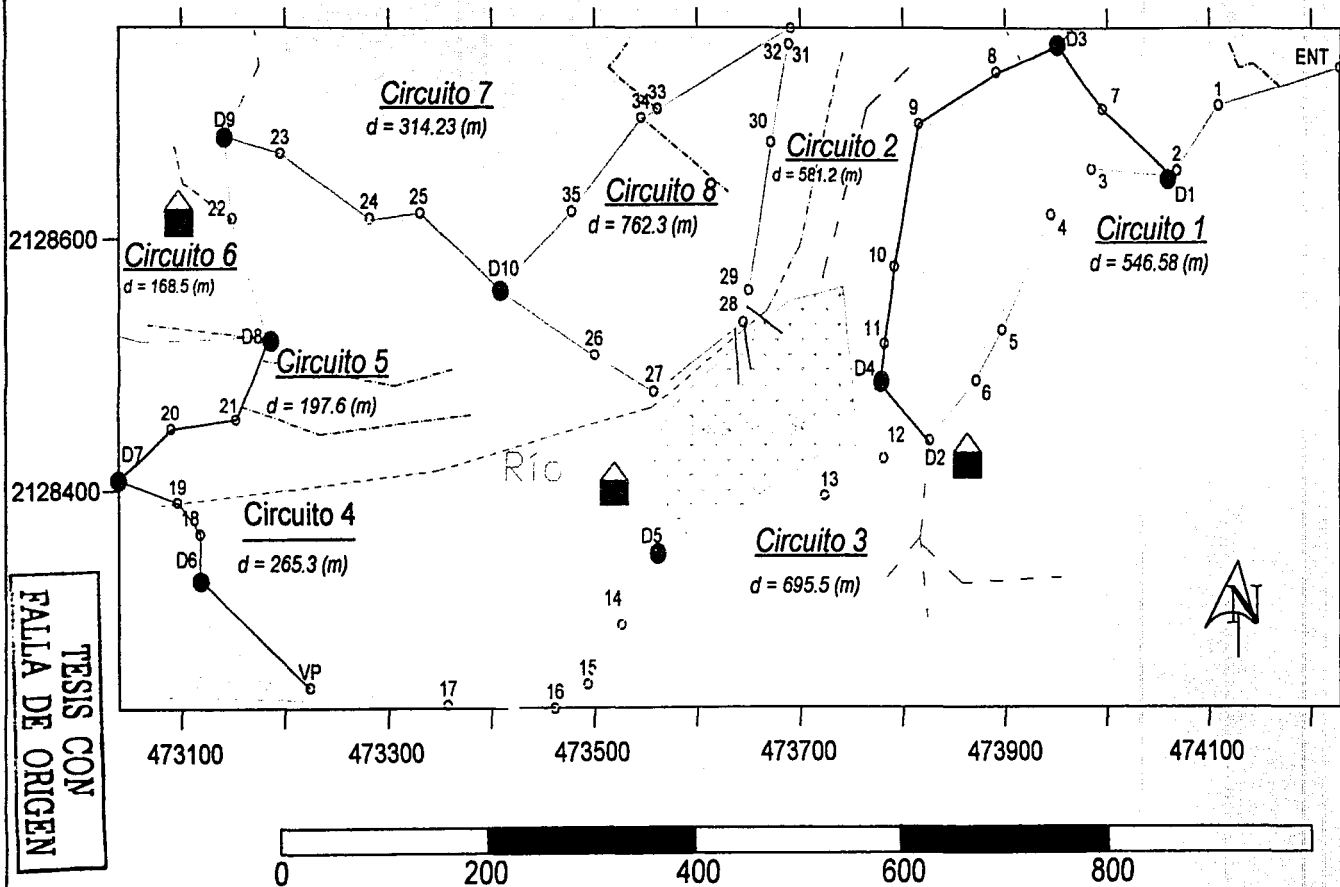 32 31
D3
8
ENT
33
34
Circuito 7
d = 314.23 (m)
9
7
1
D9
23
30
Circuito 2
d = 581.2 (m)
2
3
D1
24
25
35
Circuito 8
d = 762.3 (m)
4
22
Circuito 1
d = 546.58 (m)
2128600
Circuito 6
d = 168.5 (m)
D10
10
29
28
D8
26
11
5
Circuito 5
d = 197.6 (m)
D4
6
27
20
21
D7
12
D2
Río
13
2128400
19
18
Circuito 4
d = 265.3 (m)
D6
D5
Circuito 3
d = 695.5 (m)
N
14
VP
15
17
16
473100
473300
473500
473700
473900
474100
0
200
400
600
800
TESIS CON
FALLA DE ORIGEN